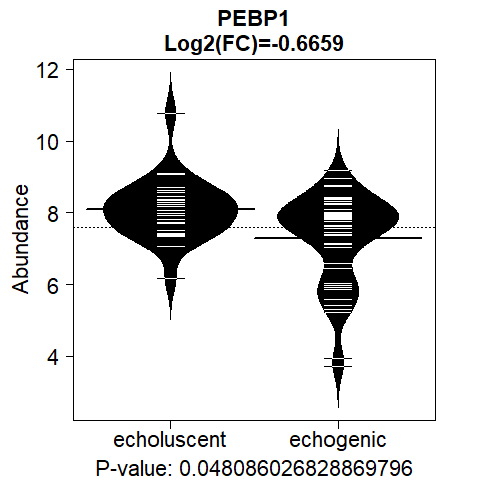 PEBP1
Log2(FC)=-0.6659
12
10
8
6
4
Abundance
echoluscent echogenic
P-value: 0.048086026828869796